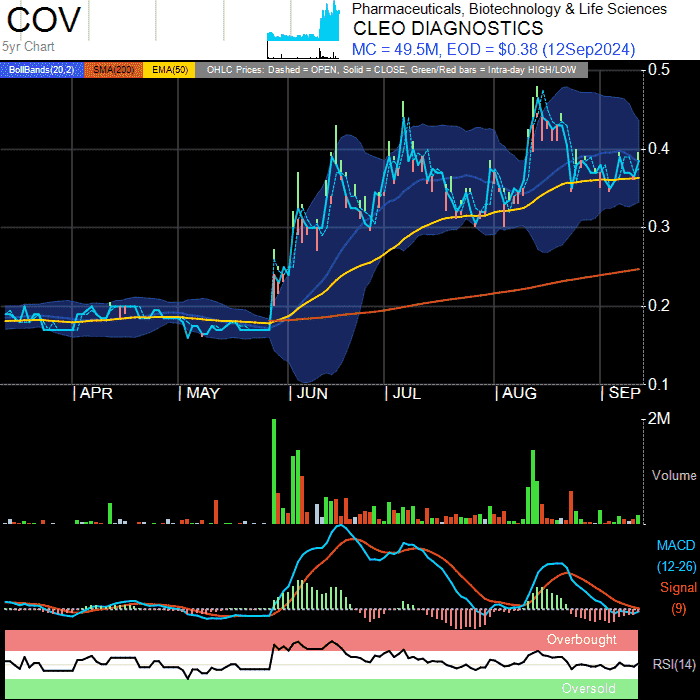 COV
5yr Chart
Pharmaceuticals, Biotechnology & Life Sciences
CLEO DIAGNOSTICS
MC = 49.5M, EOD = $0.38 (12Sep2024)
BollBands(20,2) SMA(200) EMA(50) OHLC Prices: Dashed = OPEN, Solid = CLOSE, Green/Red bars = Intra-day HIGH/LOW
0.5
0.4
0.3
0.2
0.1
APR MAY JUN JUL AUG SEP
2M
Volume
MACD
(12-26)
Signal
(9)
Overbought
RSI(14)
Oversold